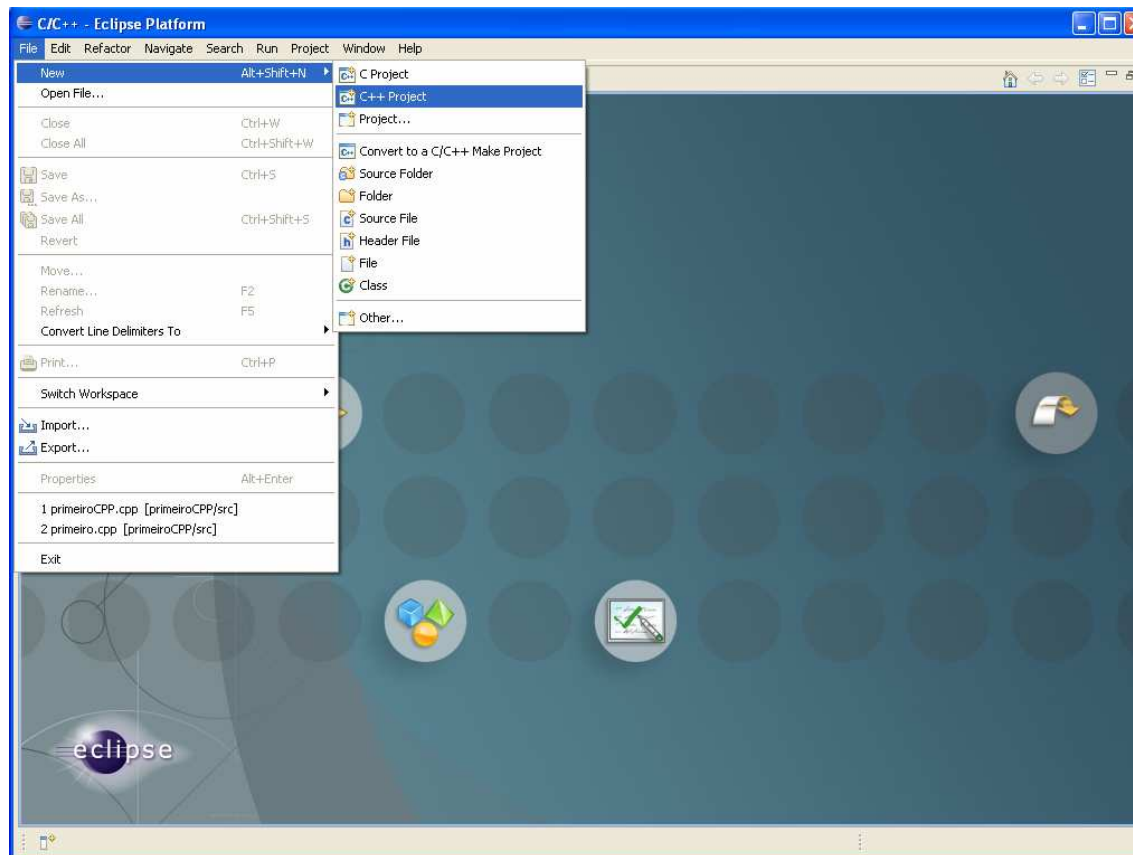 C/C++ - Eclipse Platform
File Edit Refactor Navigate Search Run Project Window Help
New Alt+Shift+N
Open File...
Close Ctrl+W
Close All Ctrl+Shift+W
Save Ctrl+S
Save As...
Save All Ctrl+Shift+S
Revert
Move...
Rename... F2
Refresh F5
Convert Line Delimiters To
Print... Ctrl+P
Switch Workspace
Import...
Export...
Properties Alt+Enter
1 primeiroCPP.cpp [primeiroCPP/src]
2 primeiro.cpp [primeiroCPP/src]
Exit
C Project
C++ Project
Project...
Convert to a C/C++ Make Project
Source Folder
Folder
Source File
Header File
File
Class
Other...
eclipse